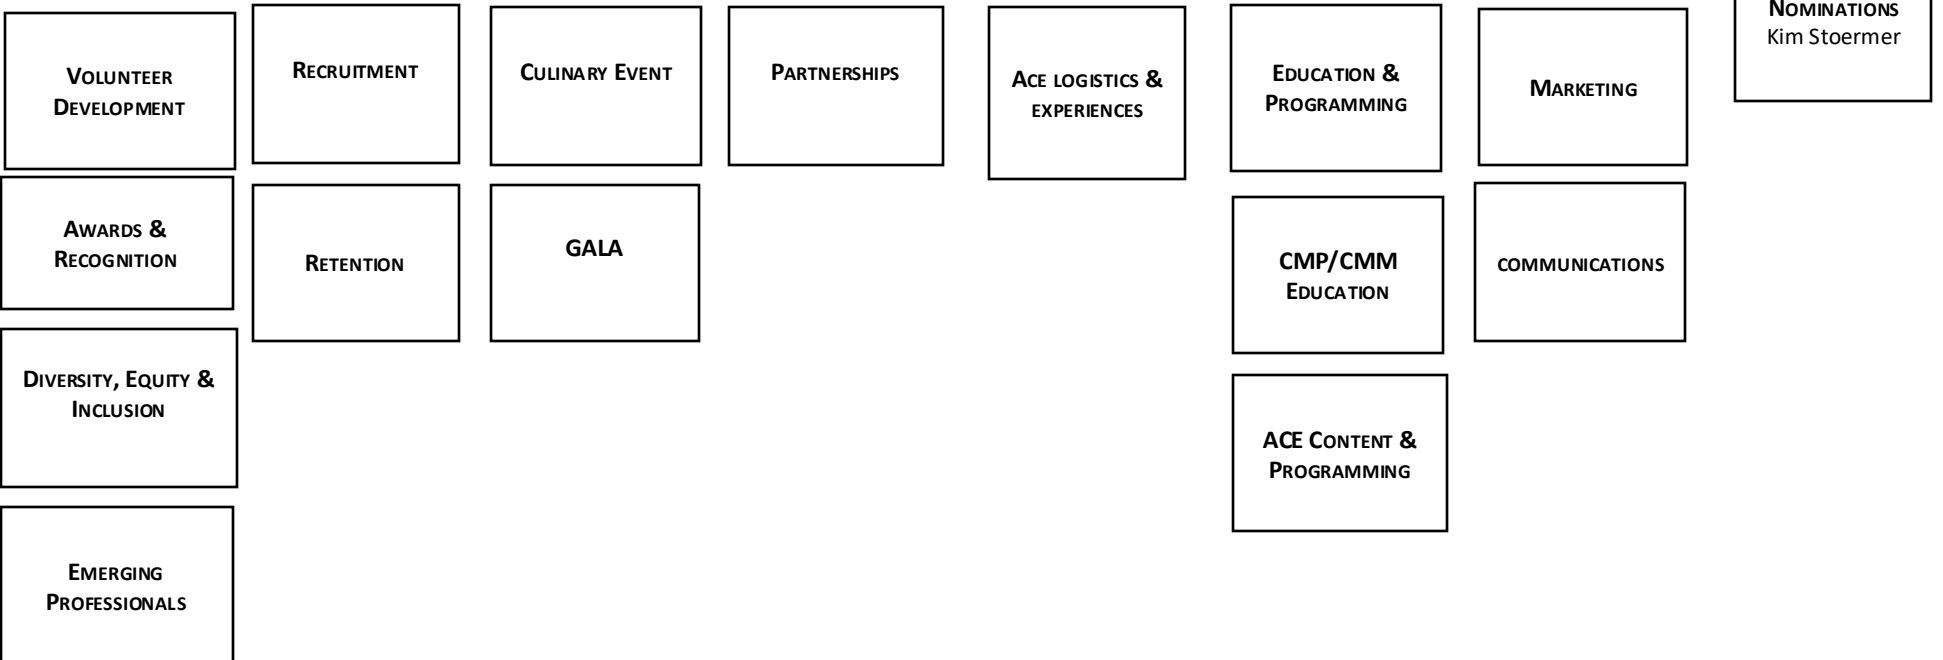 VOLUNTEER
DEVELOPMENT
RECRUITMENT
CULINARY EVENT
PARTNERSHIPS
ACE LOGISTICS &
EXPERIENCES
EDUCATION &
PROGRAMMING
MARKETING
NOMINATIONS
Kim Stoermer
AWARDS &
RECOGNITION
RETENTION
GALA
CMP/CMM
EDUCATION
COMMUNICATIONS
DIVERSITY, EQUITY &
INCLUSION
ACE CONTENT &
PROGRAMMING
EMERGING
PROFESSIONALS